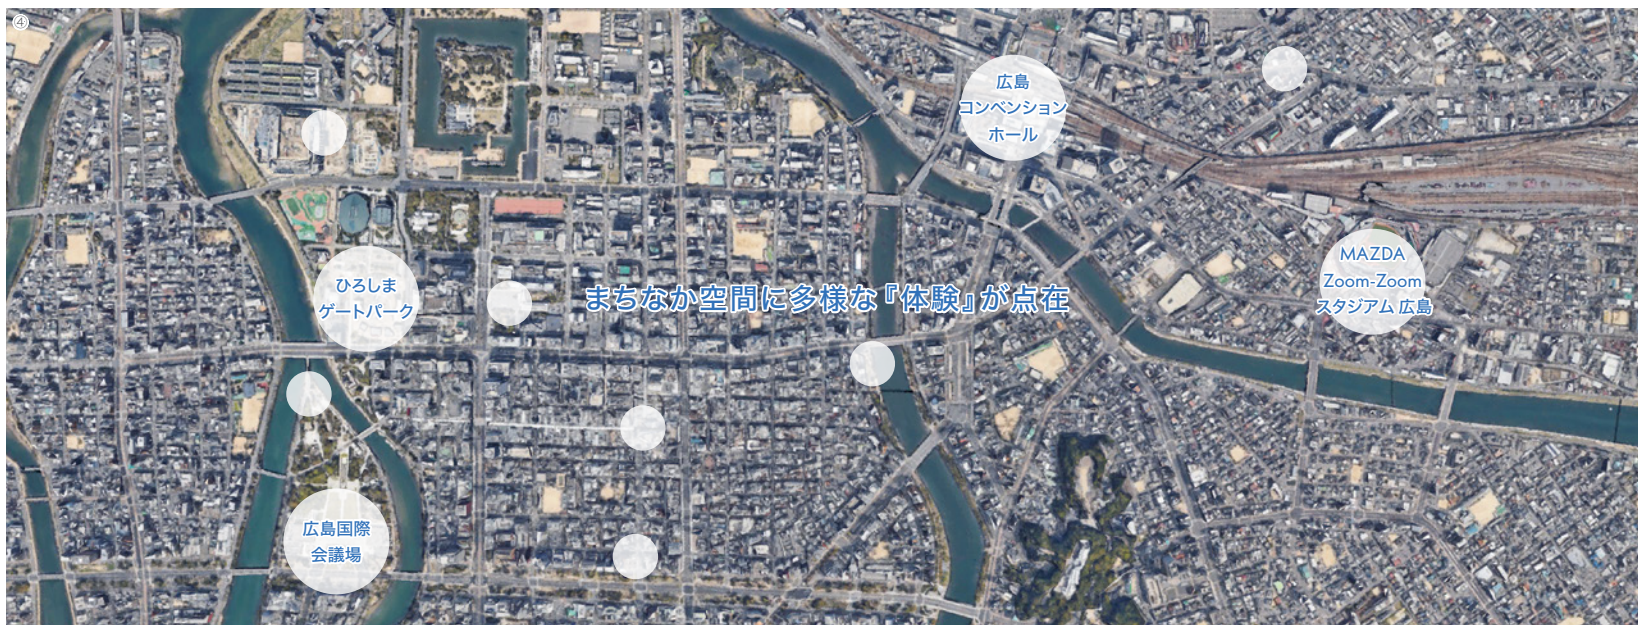 ④
広島
コンベンション
ホール
MAZDA
Zoom-Zoom
スタジアム 広島
ひろしま
ゲートパーク
まちなか空間に多様な『体験』が点在
広島国際
会議場